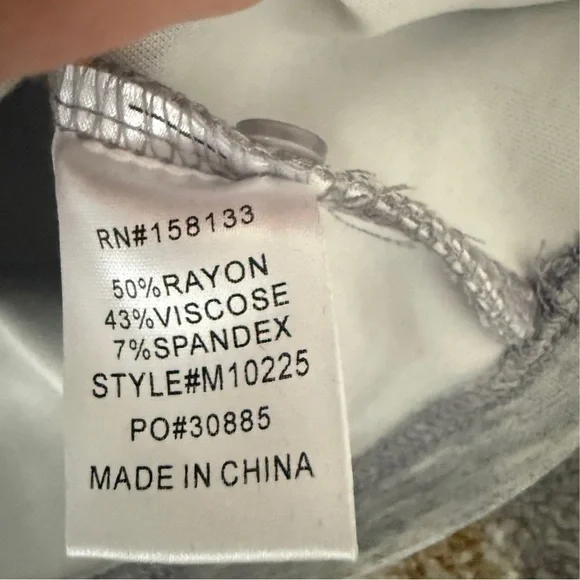 RN#158133
50%RAYON
43%VISCOSE
7%SPANDEX
STYLE#M10225
PO#30885
MADE IN CHINA